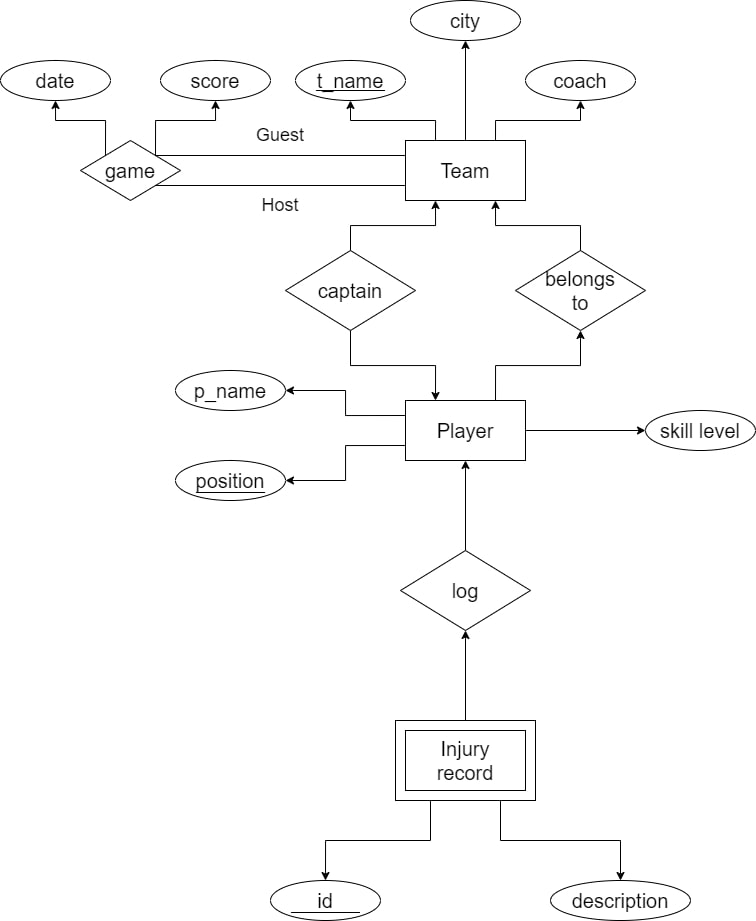 city
date
score
t_name
coach
Guest
game
Team
Host
captain
belongs
to
p_name
Player
skill level
position
log
Injury
record
id
description